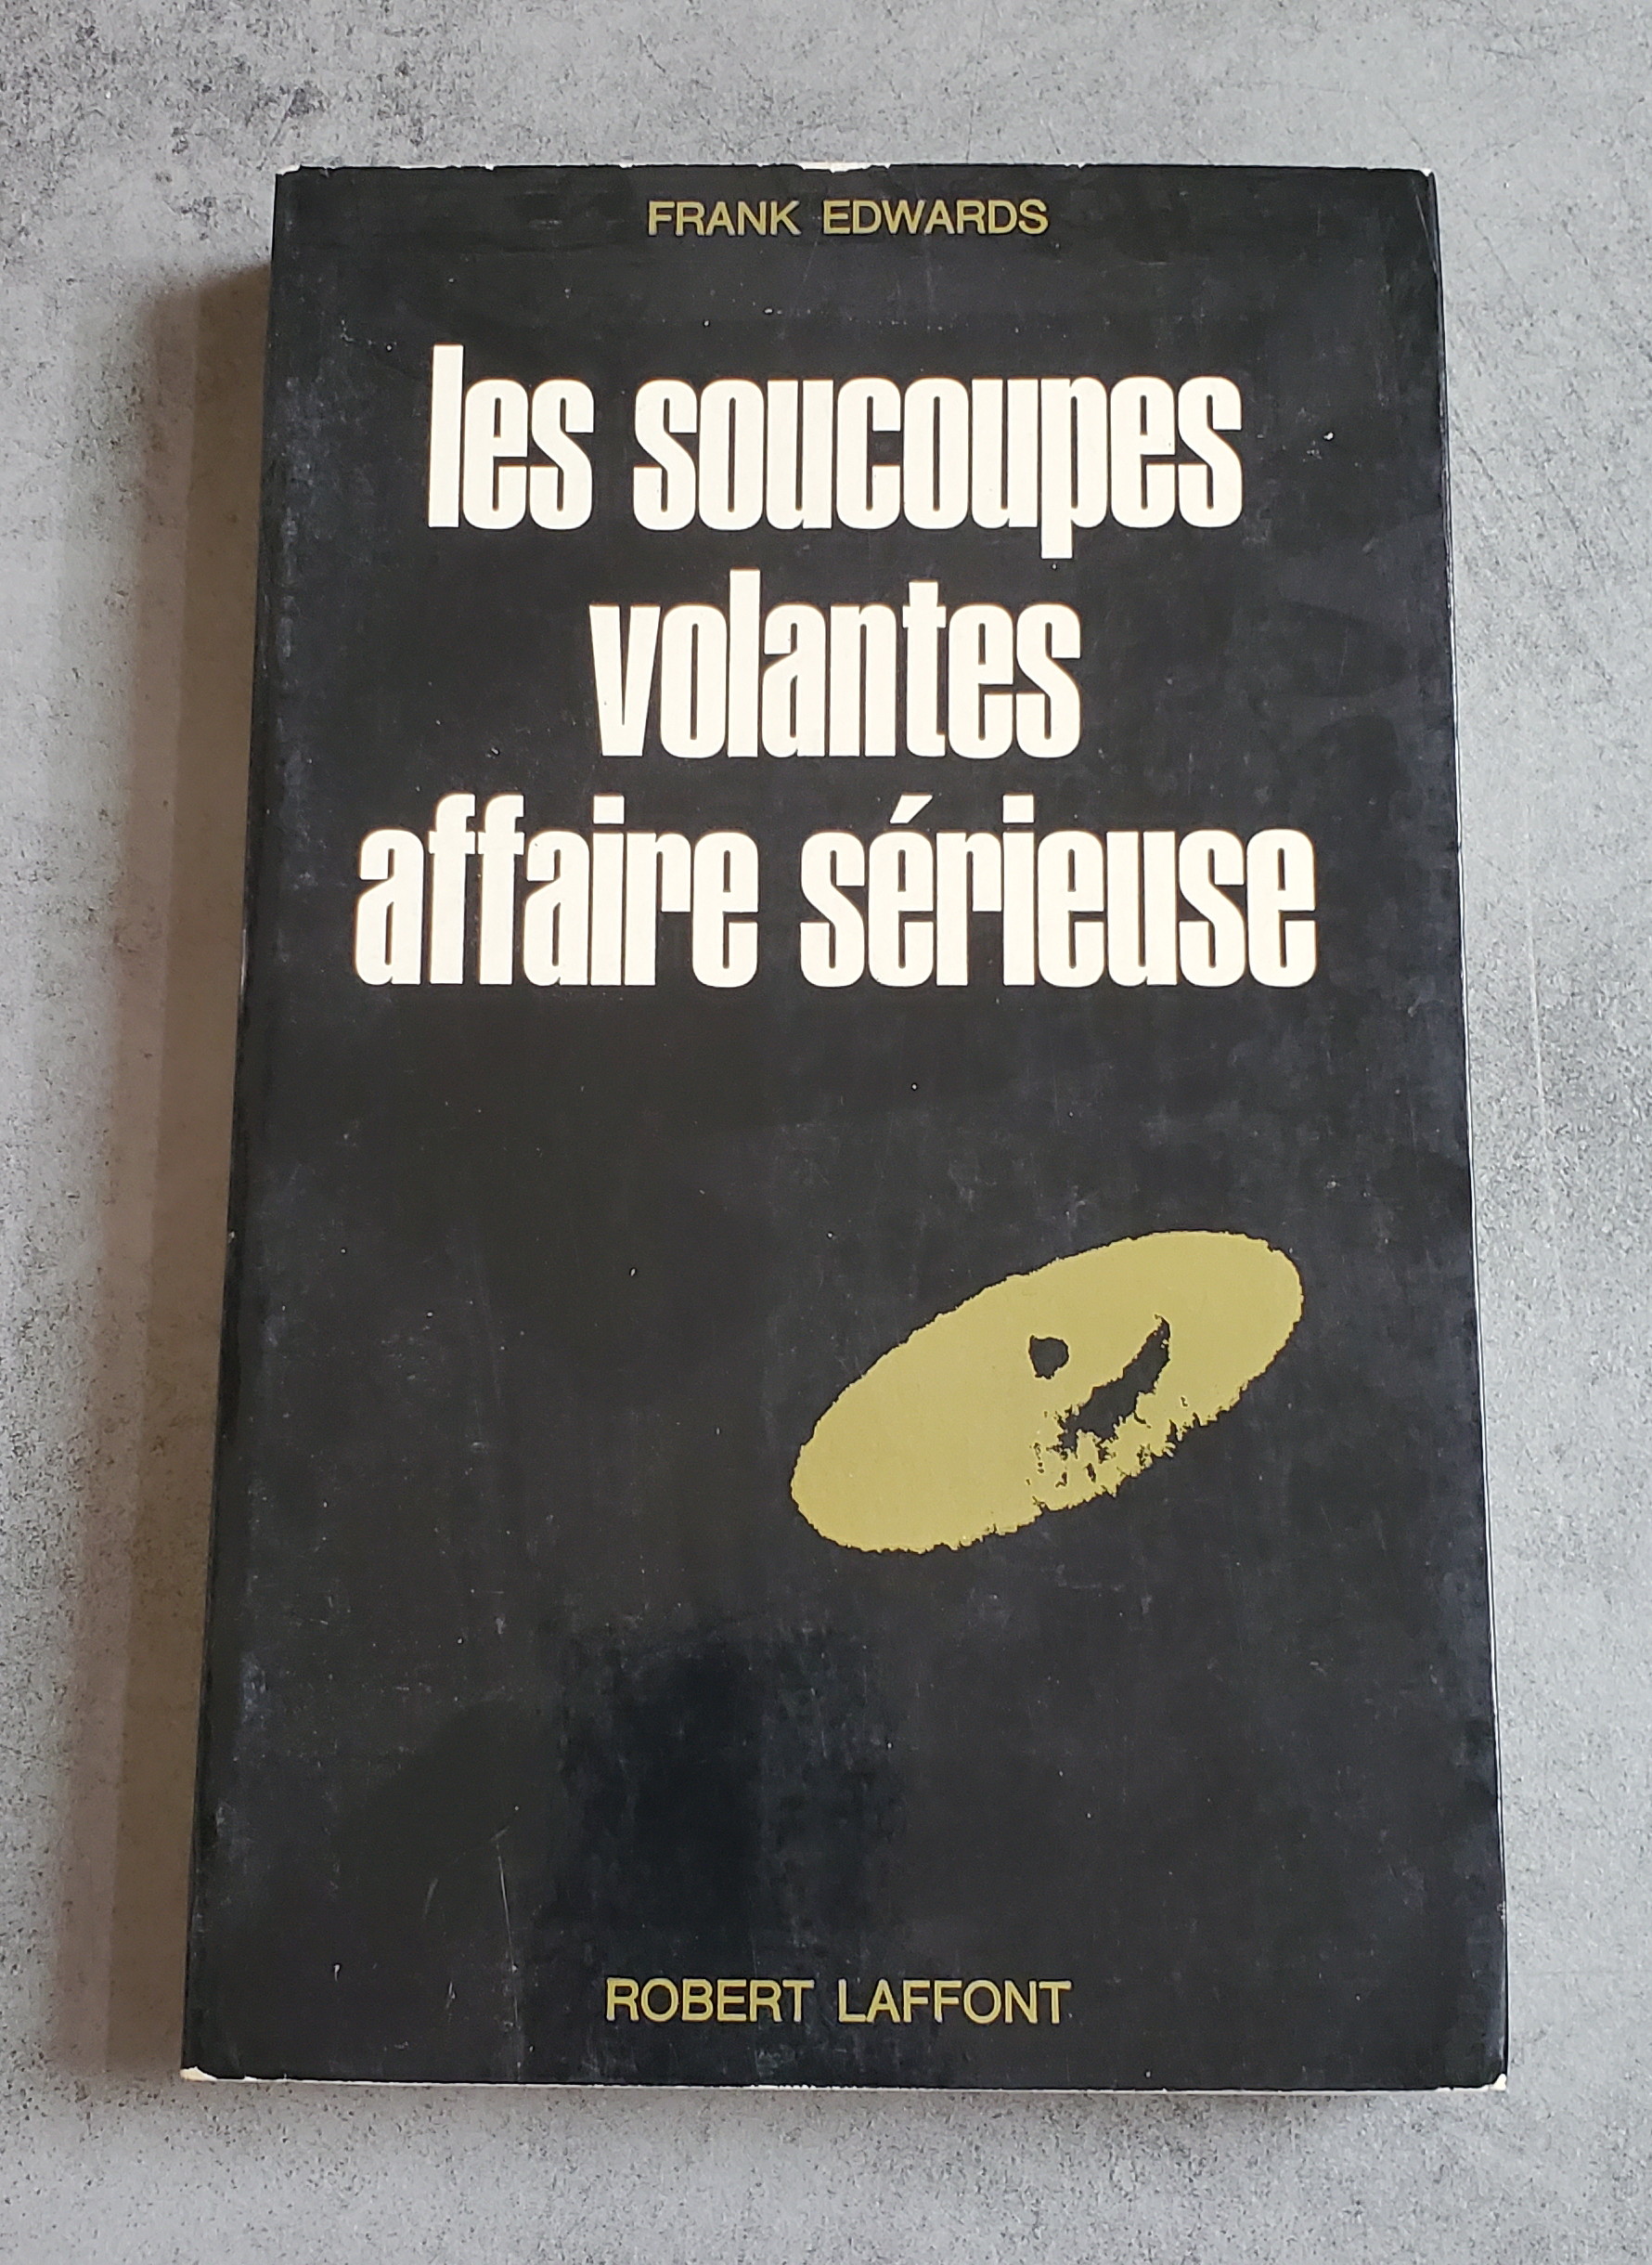 FRANK EDWARDS
les soucoupes
volantes
affaire sérieuse
ROBERT LAFFONT